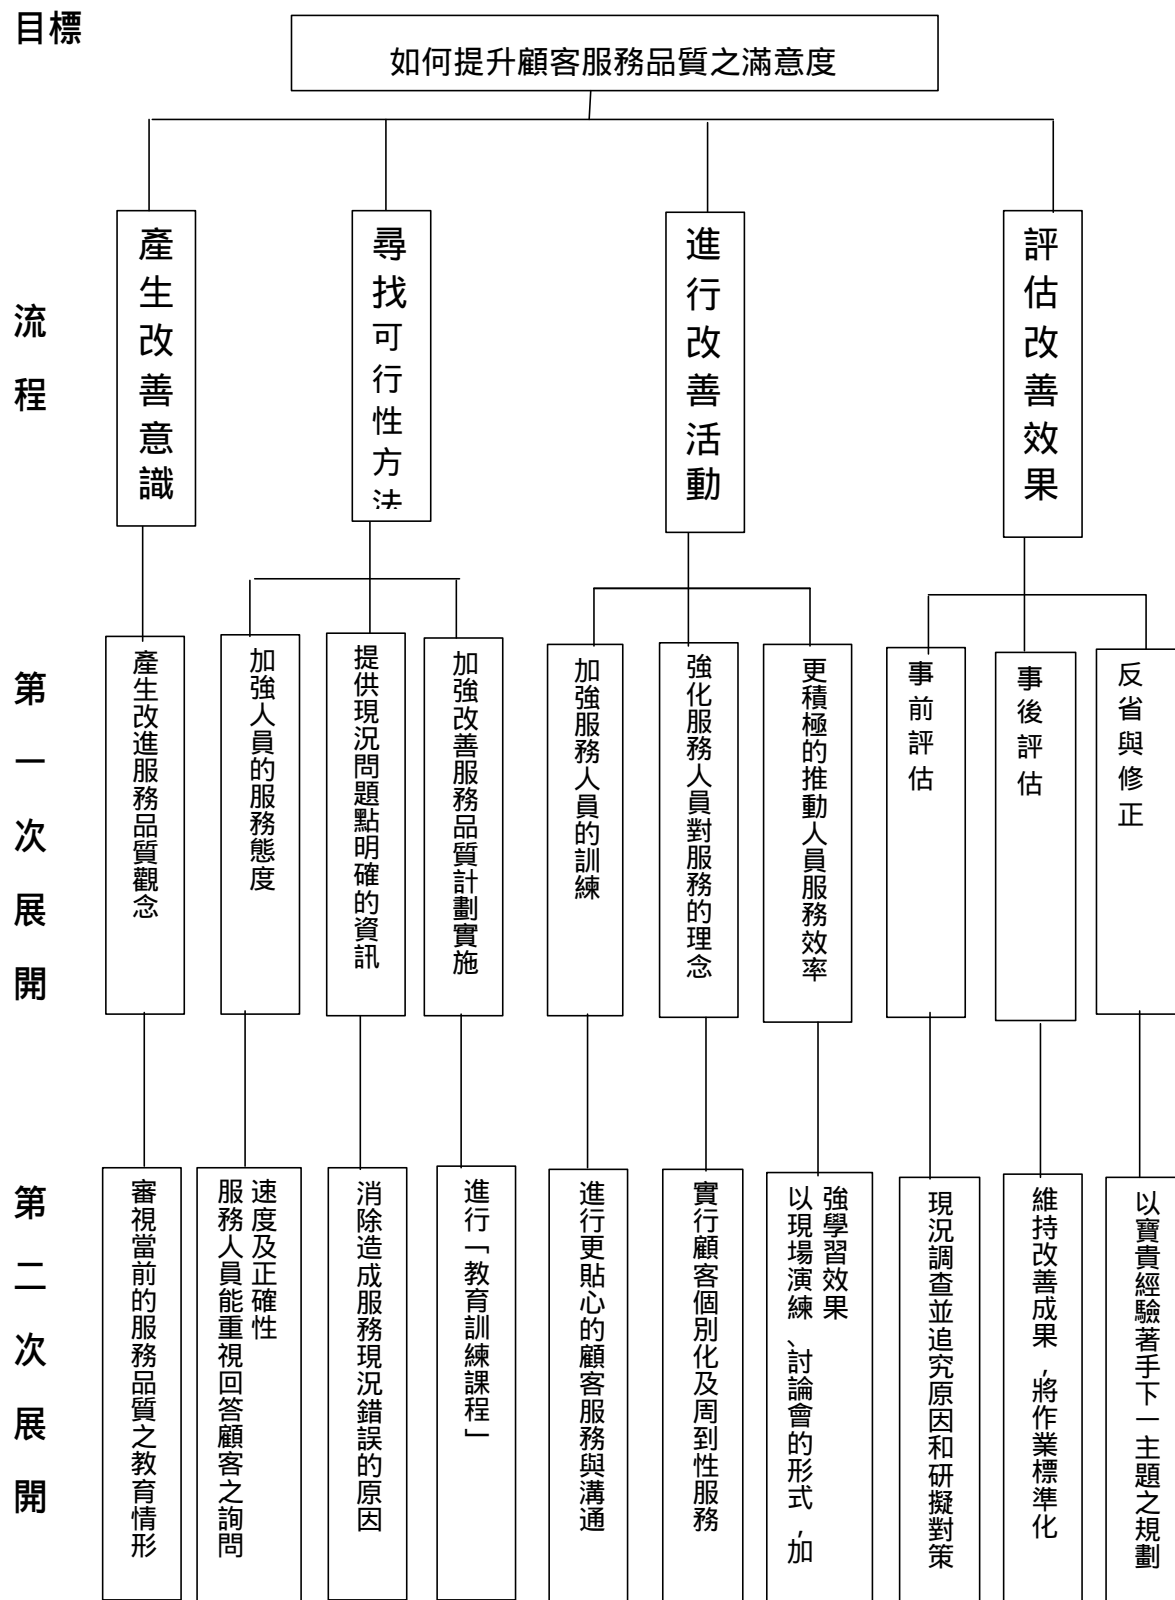 目標
如何提升顧客服務品質之滿意度
流程
產生改善意識
尋找可行性方法
進行改善活動
評估改善效果
第一次展開
產生改進服務品質觀念
加強人員的服務態度
提供現況問題點明確的資訊
加強改善服務品質計劃實施
加強服務人員的訓練
強化服務人員對服務的理念
更積極的推動人員服務效率
事前評估
事後評估
反省與修正
第二次展開
審視當前的服務品質之教育情形
服務人員能重視回答顧客之詢問
速度及正確性
消除造成服務現況錯誤的原因
進行「教育訓練課程」
進行更貼心的顧客服務與溝通
實行顧客個別化及周到性服務
以現場演練、討論會的形式,加
強學習效果
現況調查並追究原因和研擬對策
維持改善成果,將作業標準化
以寶貴經驗著手下一主題之規劃